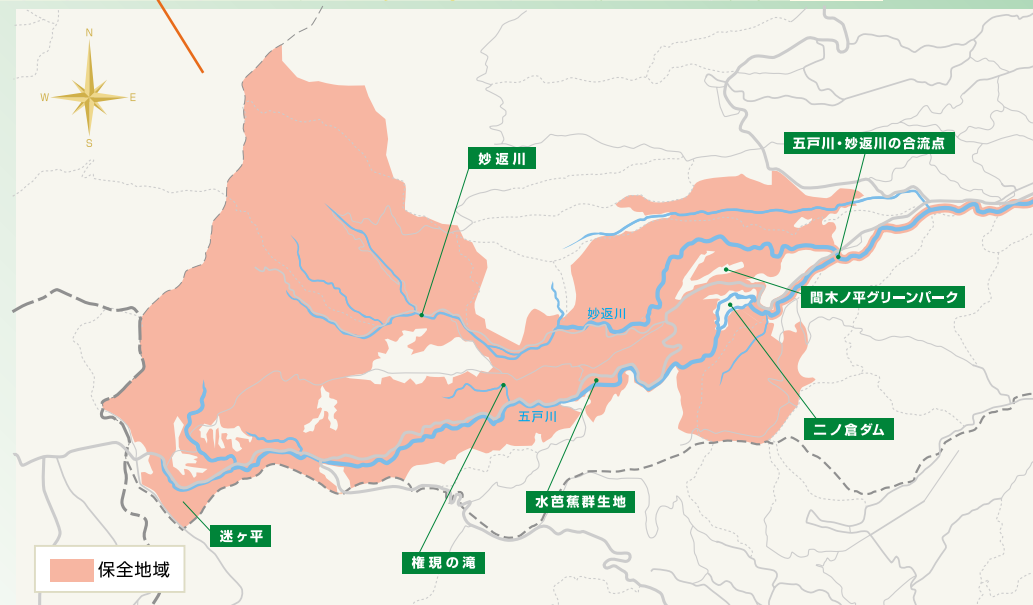 N
W
E
S
五戸川・妙返川の合流点
妙返川
間木ノ平グリーンパーク
妙返川
二ノ倉ダム
五戸川
水芭蕉群生地
迷ヶ平
権現の滝
保全地域